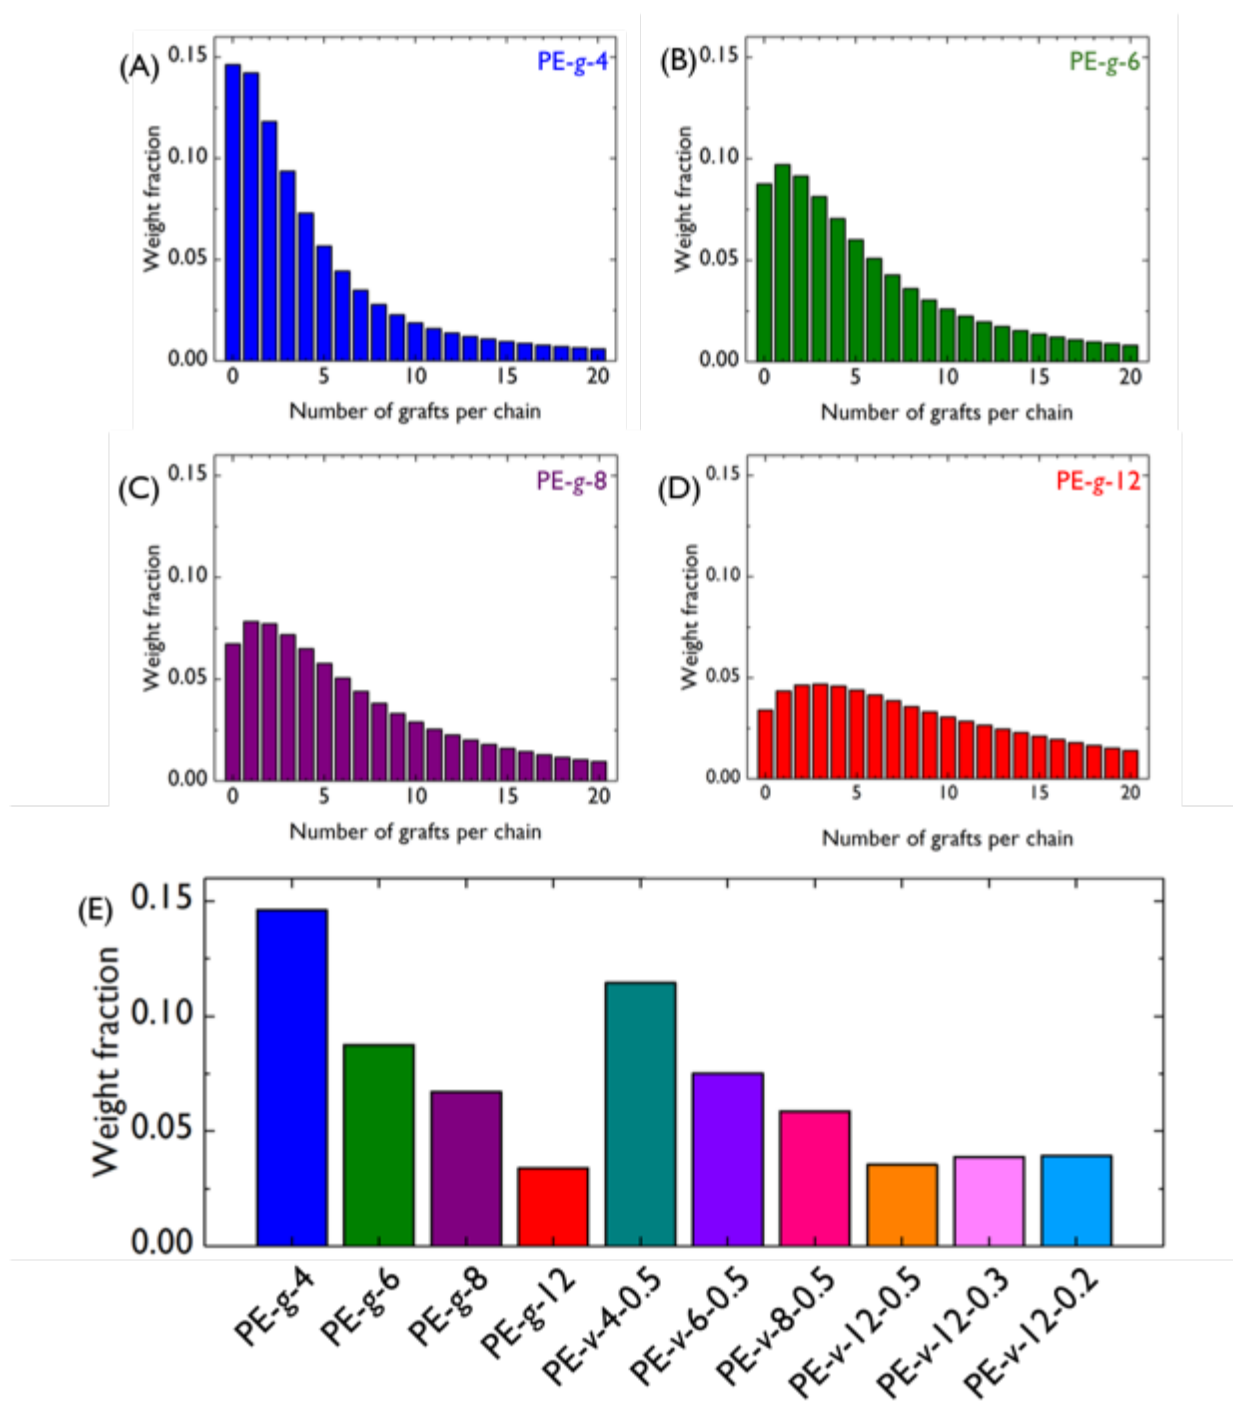 (A)
PE-g-4
0.15
0.10
0.05
0.00
Weight fraction
0 5 10 15 20
Number of grafts per chain
(B)
PE-g-6
0.15
0.10
0.05
0.00
Weight fraction
0 5 10 15 20
Number of grafts per chain
(C)
PE-g-8
0.15
0.10
0.05
0.00
Weight fraction
0 5 10 15 20
Number of grafts per chain
(D)
PE-g-12
0.15
0.10
0.05
0.00
Weight fraction
0 5 10 15 20
Number of grafts per chain
(E)
0.15
0.10
0.05
0.00
Weight fraction
PE-g-4
PE-g-6
PE-g-8
PE-g-12
PE-v-4-0.5
PE-v-6-0.5
PE-v-8-0.5
PE-v-12-0.5
PE-v-12-0.3
PE-v-12-0.2